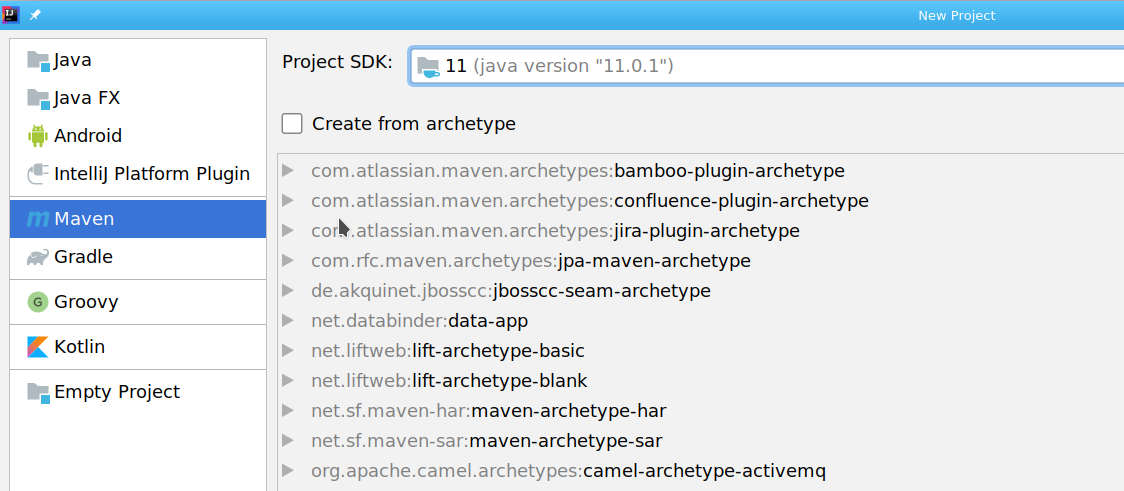 New Project
Java
Java FX
Android
IntelliJ Platform Plugin
Maven
Gradle
G
Groovy
Kotlin
Empty Project
Project SDK:
11 (java version "11.0.1")
Create from archetype
com.atlassian.maven.archetypes:bamboo-plugin-archetype
com.atlassian.maven.archetypes:confluence-plugin-archetype
com.atlassian.maven.archetypes:jira-plugin-archetype
com.rfc.maven.archetypes:jpa-maven-archetype
de.akquinet.jbosscc:jbosscc-seam-archetype
net.databinder:data-app
net.liftweb:lift-archetype-basic
net.liftweb:lift-archetype-blank
net.sf.maven-har:maven-archetype-har
net.sf.maven-sar:maven-archetype-sar
org.apache.camel.archetypes:camel-archetype-activemq